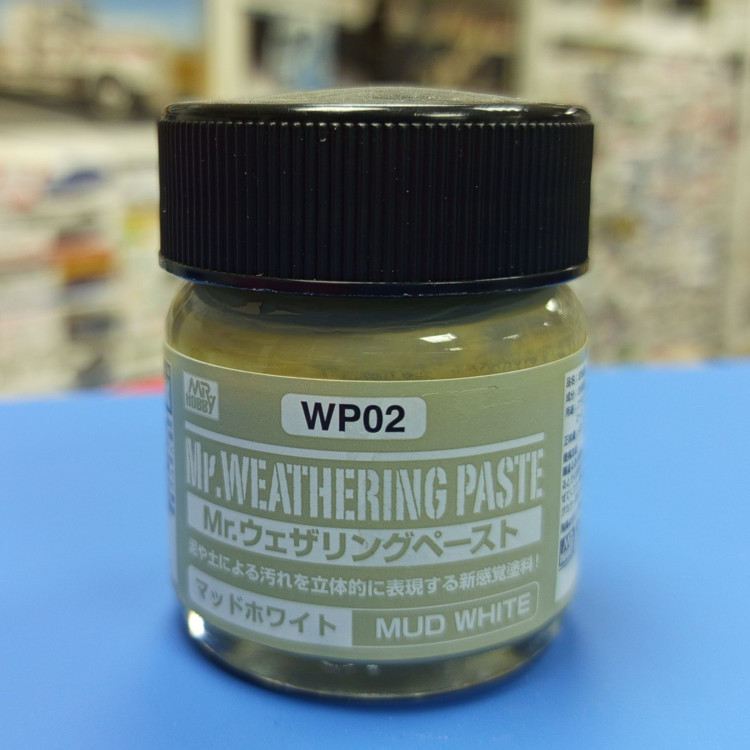 MR HOBBY
WP02
Mr.WEATHERING PASTE
Mr.ウェザリングペースト
泥や土による汚れを立体的に表現する新感覚塗料!
マッドホワイト
MUD WHITE